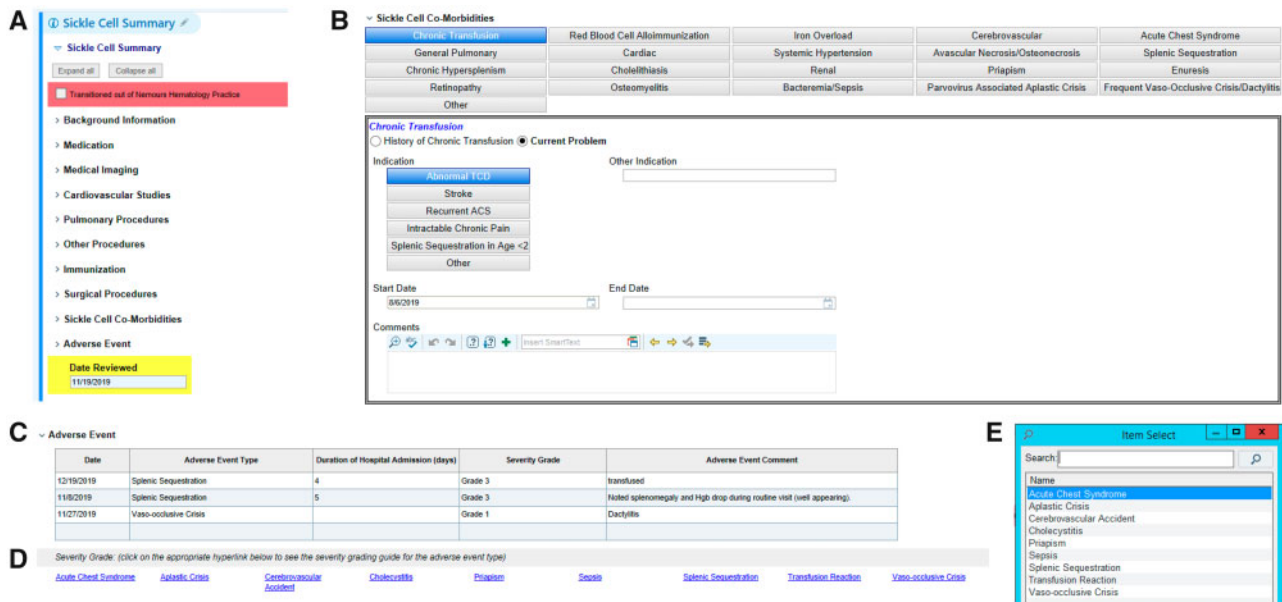 A
Sickle Cell Summary
Sickle Cell Summary
Expand all Collapse all
Transitioned out of Nemours Hematology Practice
> Background Information
> Medication
> Medical Imaging
> Cardiovascular Studies
> Pulmonary Procedures
> Other Procedures
> Immunization
> Surgical Procedures
> Sickle Cell Co-Morbidities
> Adverse Event
Date Reviewed
11/19/2019
B
Sickle Cell Co-Morbidities
Chronic Transfusion Red Blood Cell Alloimmunization Iron Overload Cerebrovascular Acute Chest Syndrome
General Pulmonary Cardiac Systemic Hypertension Avascular Necrosis/Osteonecrosis Splenic Sequestration
Chronic Hypersplenism Cholelithiasis Renal Priapism Enuresis
Retinopathy Osteomyelitis Bacteremia/Sepsis Parvovirus Associated Aplastic Crisis Frequent Vaso-Occlusive Crisis/Dactylitis
Other
Chronic Transfusion
History of Chronic Transfusion Current Problem
Indication Other Indication
Abnormal TCD
Stroke
Recurrent ACS
Intractable Chronic Pain
Splenic Sequestration in Age <2
Other
Start Date End Date
8/6/2019
Comments
Insert SmartText
C
Adverse Event
Date Adverse Event Type Duration of Hospital Admission (days) Severity Grade Adverse Event Comment
12/19/2019 Splenic Sequestration 4 Grade 3 transfused
11/8/2019 Splenic Sequestration 5 Grade 3 Noted splenomegaly and Hgb drop during routine visit (well appearing).
11/27/2019 Vaso-occlusive Crisis Grade 1 Dactylitis
D
Severity Grade: (click on the appropriate hyperlink below to see the severity grading guide for the adverse event type)
Acute Chest Syndrome Aplastic Crisis Cerebrovascular Accident Cholecystitis Priapism Sepsis Splenic Sequestration Transfusion Reaction Vaso-occlusive Crisis
E
Item Select
Search:
Name
Acute Chest Syndrome
Aplastic Crisis
Cerebrovascular Accident
Cholecystitis
Priapism
Sepsis
Splenic Sequestration
Transfusion Reaction
Vaso-occlusive Crisis